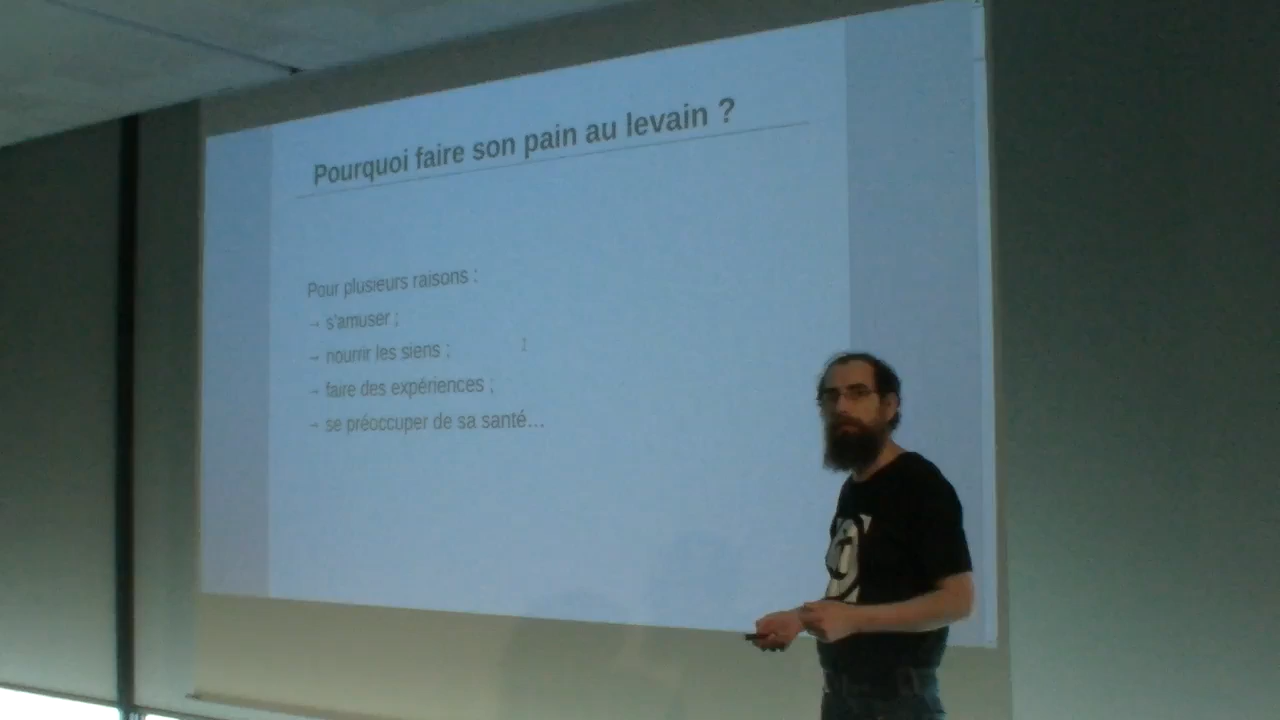 Pourquoi faire son pain au levain ?
Pour plusieurs raisons :
→ s'amuser ;
→ nourrir les siens ;
→ faire des expériences ;
→ se préoccuper de sa santé…